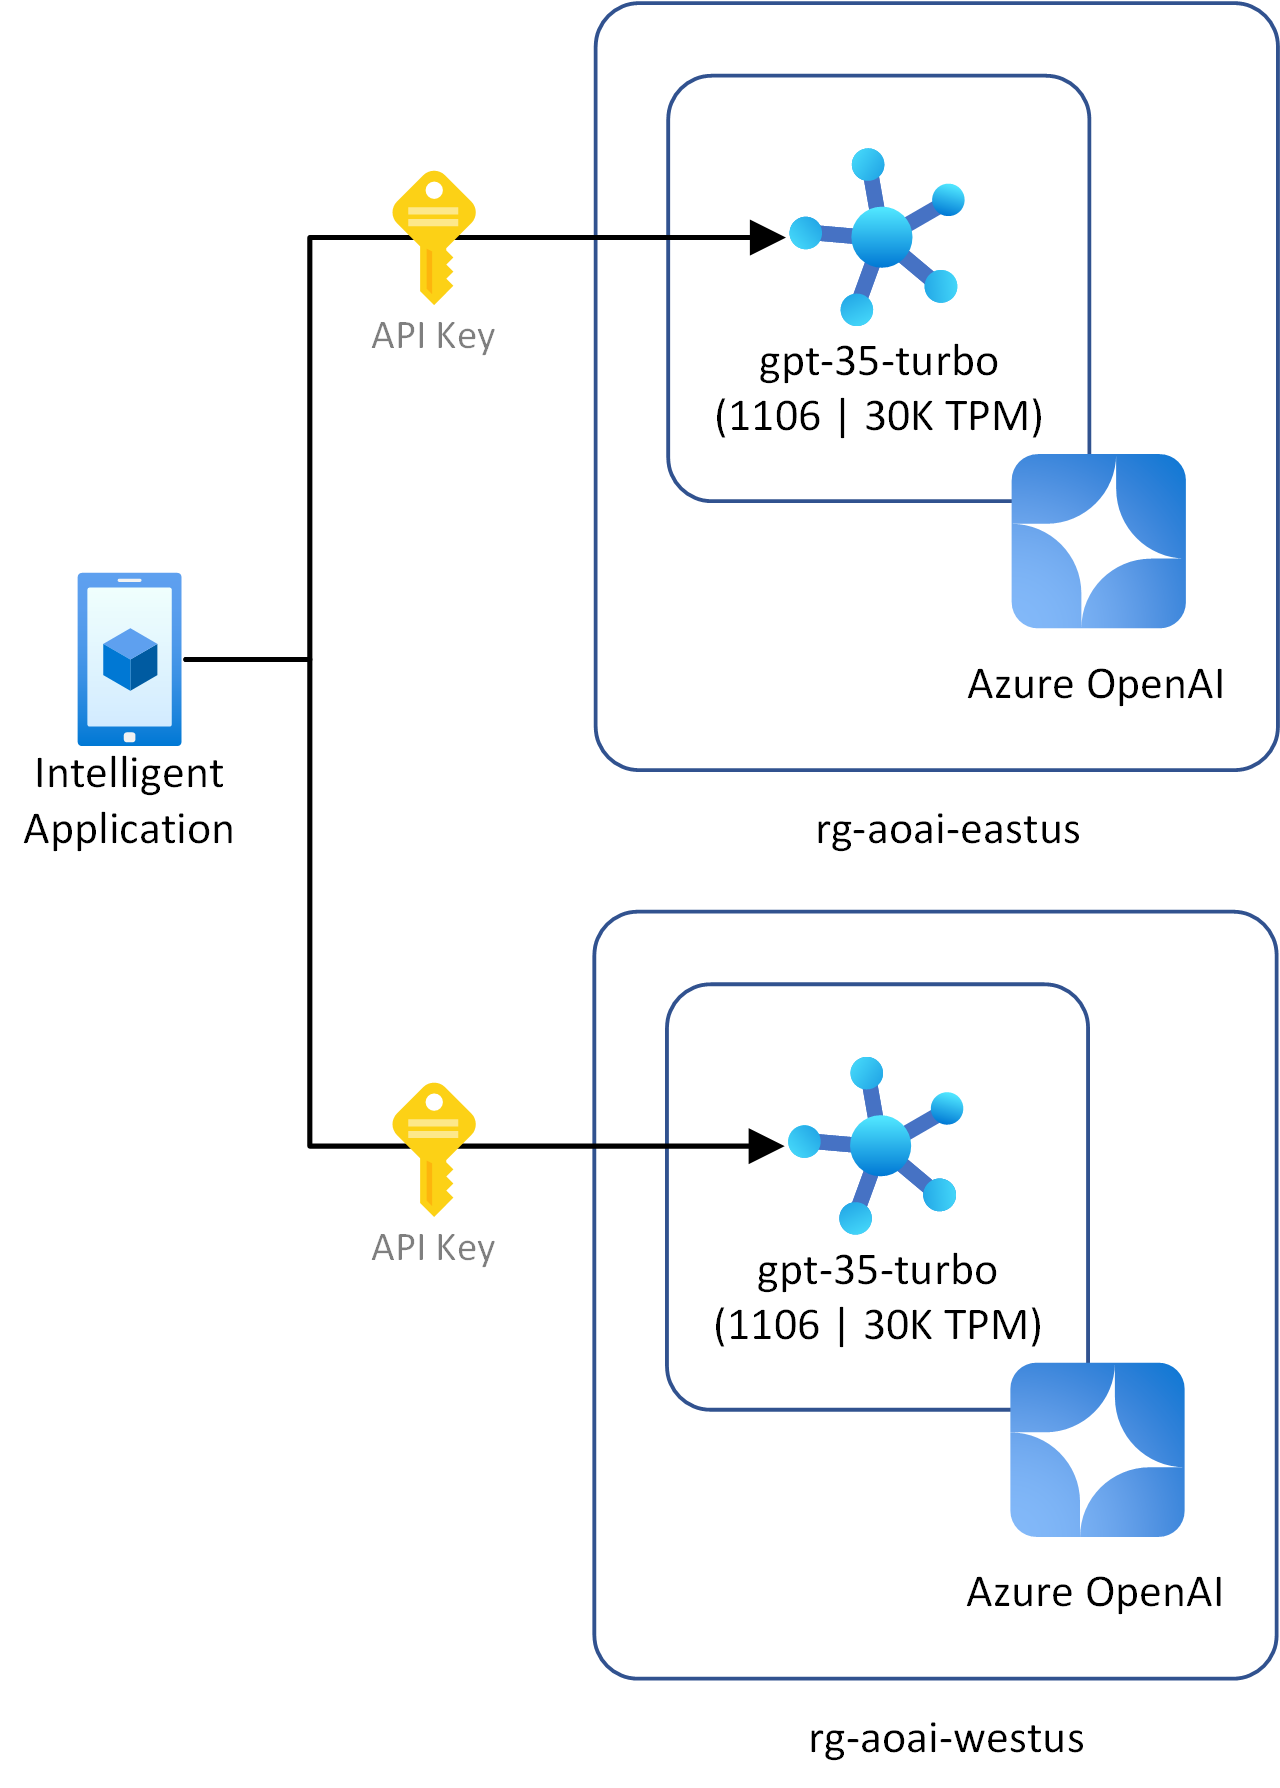 API Key
gpt-35-turbo
(1106 | 30K TPM)
Azure OpenAI
Intelligent
Application
rg-aoai-eastus
API Key
gpt-35-turbo
(1106 | 30K TPM)
Azure OpenAI
rg-aoai-westus